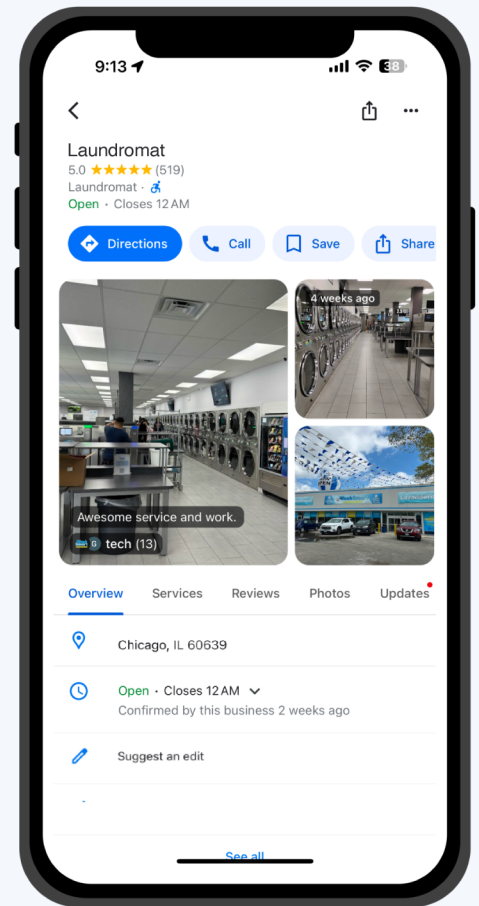 9:13
38
Laundromat
5.0 ★★★★★ (519)
Laundromat ·
Open · Closes 12 AM
Directions
Call
Save
Share
4 weeks ago
Awesome service and work.
tech (13)
Overview
Services
Reviews
Photos
Updates
Chicago, IL 60639
Open · Closes 12 AM
Confirmed by this business 2 weeks ago
Suggest an edit
See all